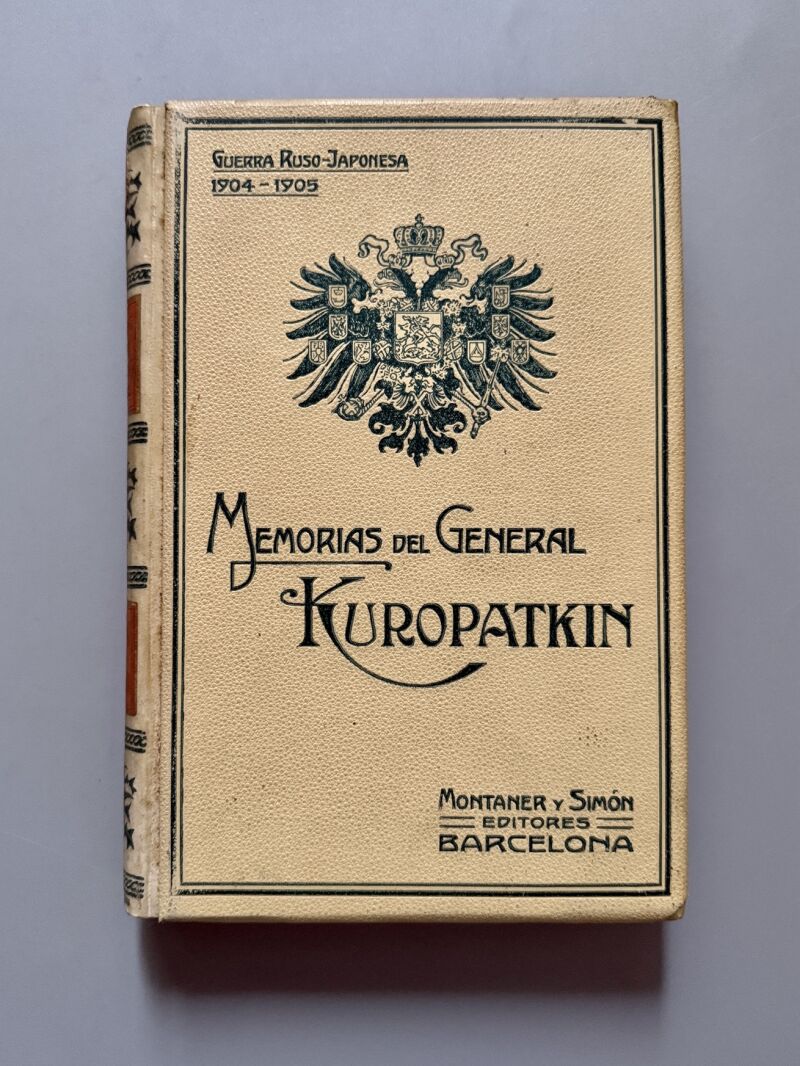 Guerra Ruso-Japonesa
1904-1905
Memorias del General
Kuropatkin
Montaner y Simón
Editores
Barcelona